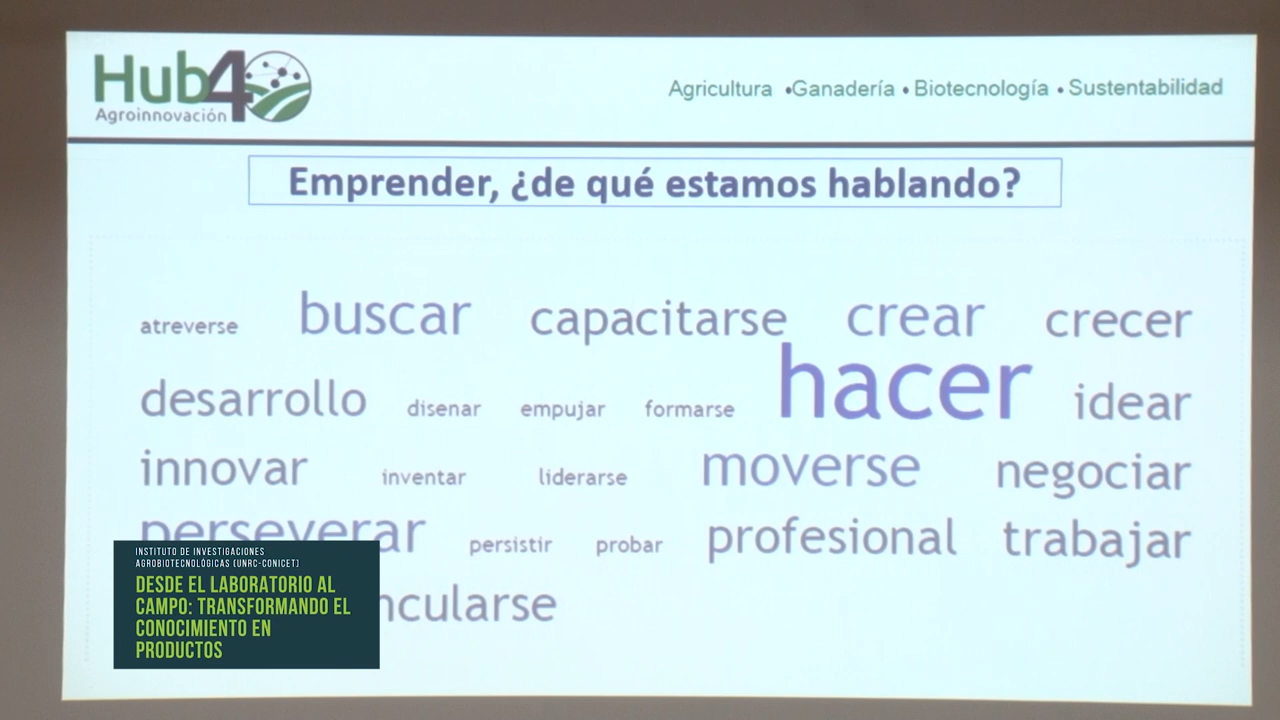 Hub4
Agroinnovación
Agricultura •Ganadería • Biotecnología • Sustentabilidad
Emprender, ¿de qué estamos hablando?
atreverse buscar capacitarse crear crecer
desarrollo disenar empujar formarse hacer idear
innovar inventar liderarse moverse negociar
perseverar persistir probar profesional trabajar
ncularse
INSTITUTO DE INVESTIGACIONES
AGROBIOTECNOLÓGICAS (UNRC-CONICET)
DESDE EL LABORATORIO AL
CAMPO: TRANSFORMANDO EL
CONOCIMIENTO EN
PRODUCTOS